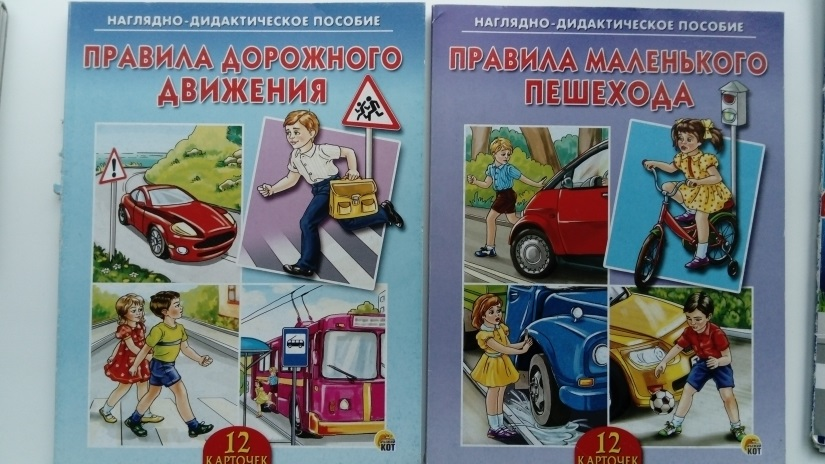 НАГЛЯДНО-ДИДАКТИЧЕСКОЕ ПОСОБИЕ
ПРАВИЛА ДОРОЖНОГО
ДВИЖЕНИЯ
12
КАРТОЧЕК
КОТ
НАГЛЯДНО-ДИДАКТИЧЕСКОЕ ПОСОБИЕ
ПРАВИЛА МАЛЕНЬКОГО
ПЕШЕХОДА
12
КАРТОЧЕК
КОТ